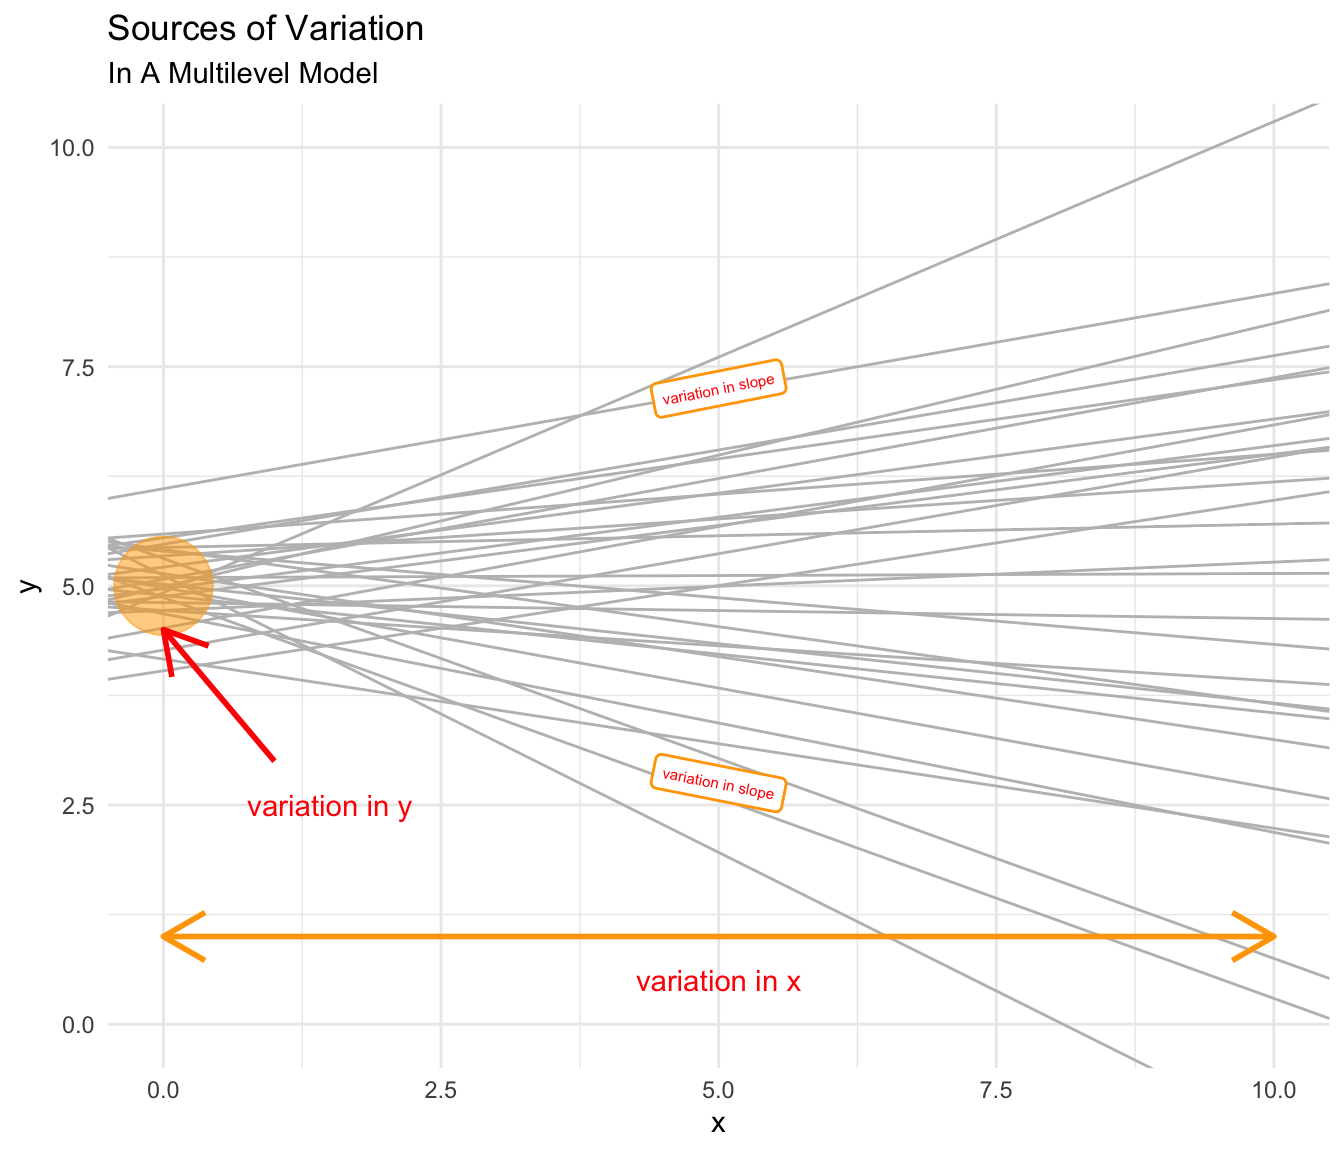 Sources of Variation
In A Multilevel Model
10.0
7.5
variation in slope
5.0
y
variation in slope
variation in y
2.5
variation in x
0.0
0.0 2.5 5.0 7.5 10.0
x